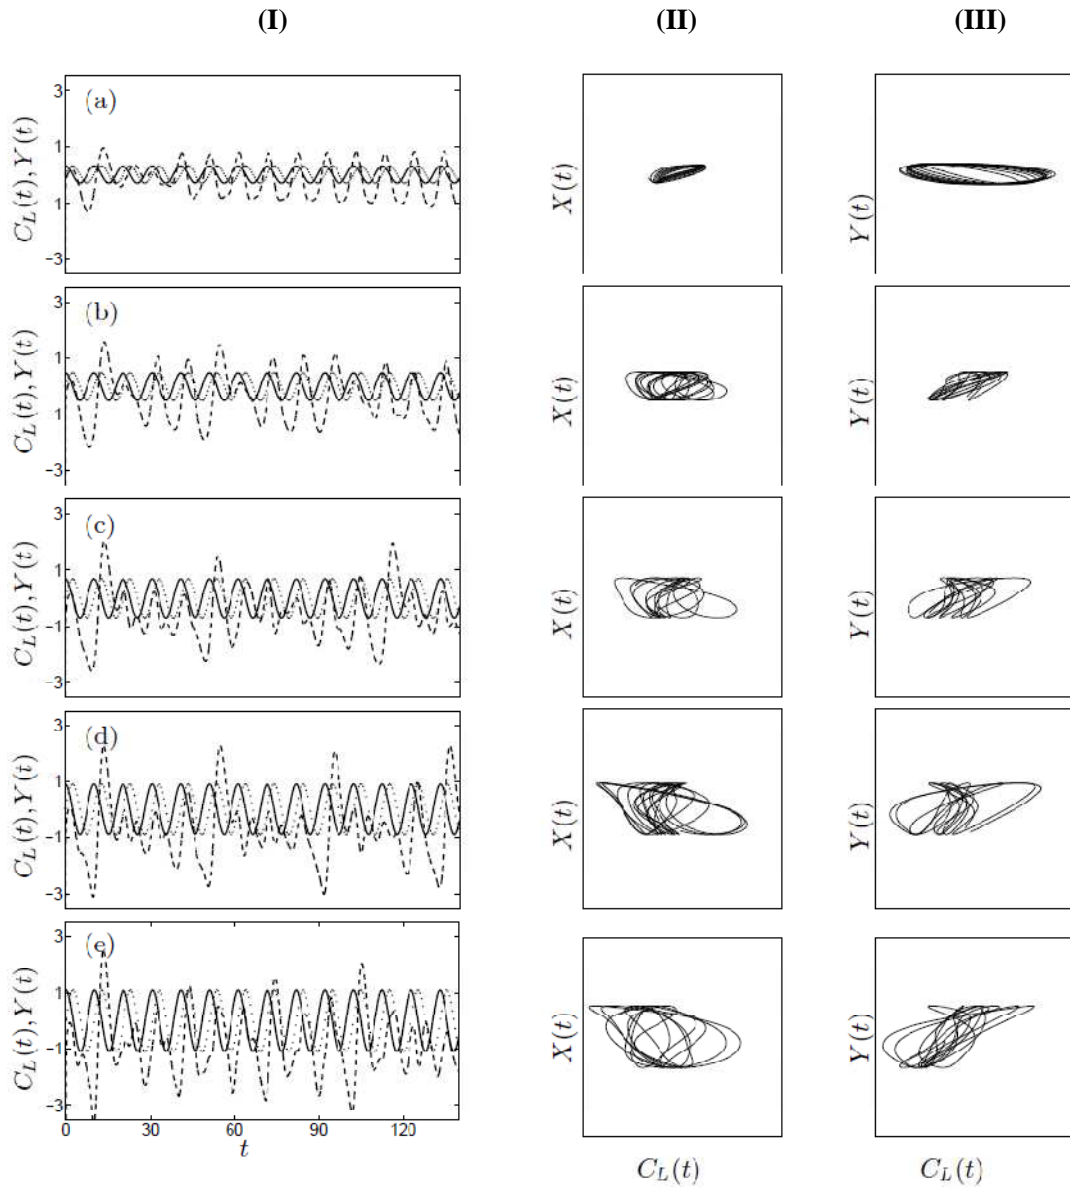 (I) (II) (III)
(a)
C_L(t), Y(t)
3
1
1
−3
X(t)
Y(t)
(b)
C_L(t), Y(t)
3
1
1
−3
X(t)
Y(t)
(c)
C_L(t), Y(t)
3
1
−1
−3
X(t)
Y(t)
(d)
C_L(t), Y(t)
3
1
−1
−3
X(t)
Y(t)
(e)
C_L(t), Y(t)
3
1
−1
−3
X(t)
Y(t)
0 30 60 90 120
t
C_L(t) C_L(t)